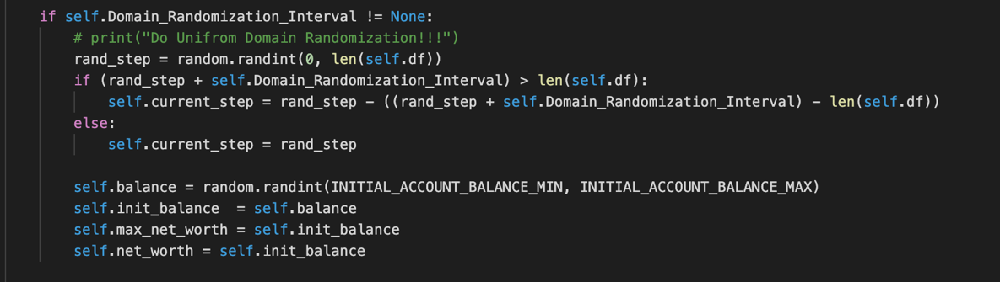 if self.Domain_Randomization_Interval != None:
# print("Do Unifrom Domain Randomization!!!")
rand_step = random.randint(0, len(self.df))
if (rand_step + self.Domain_Randomization_Interval) > len(self.df):
self.current_step = rand_step - ((rand_step + self.Domain_Randomization_Interval) - len(self.df))
else:
self.current_step = rand_step
self.balance = random.randint(INITIAL_ACCOUNT_BALANCE_MIN, INITIAL_ACCOUNT_BALANCE_MAX)
self.init_balance  = self.balance
self.max_net_worth = self.init_balance
self.net_worth = self.init_balance